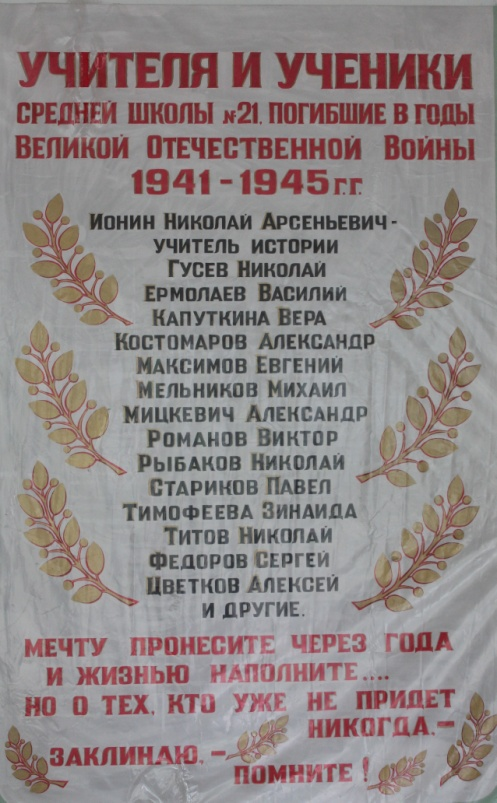 УЧИТЕЛЯ И УЧЕНИКИ
СРЕДНЕЙ ШКОЛЫ №21, ПОГИБШИЕ В ГОДЫ
ВЕЛИКОЙ ОТЕЧЕСТВЕННОЙ ВОЙНЫ
1941-1945 Г.Г.
ИОНИН НИКОЛАЙ АРСЕНЬЕВИЧ-
УЧИТЕЛЬ ИСТОРИИ
ГУСЕВ НИКОЛАЙ
ЕРМОЛАЕВ ВАСИЛИЙ
КАПУТКИНА ВЕРА
КОСТОМАРОВ АЛЕКСАНДР
МАКСИМОВ ЕВГЕНИЙ
МЕЛЬНИКОВ МИХАИЛ
МИЦКЕВИЧ АЛЕКСАНДР
РОМАНОВ ВИКТОР
РЫБАКОВ НИКОЛАЙ
СТАРИКОВ ПАВЕЛ
ТИМОФЕЕВА ЗИНАИДА
ТИТОВ НИКОЛАЙ
ФЕДОРОВ СЕРГЕЙ
ЦВЕТКОВ АЛЕКСЕЙ
И ДРУГИЕ.
МЕЧТУ ПРОНЕСИТЕ ЧЕРЕЗ ГОДА
И ЖИЗНЬЮ НАПОЛНИТЕ....
НО О ТЕХ, КТО УЖЕ НЕ ПРИДЕТ
НИКОГДА,-
ЗАКЛИНАЮ,-
ПОМНИТЕ!